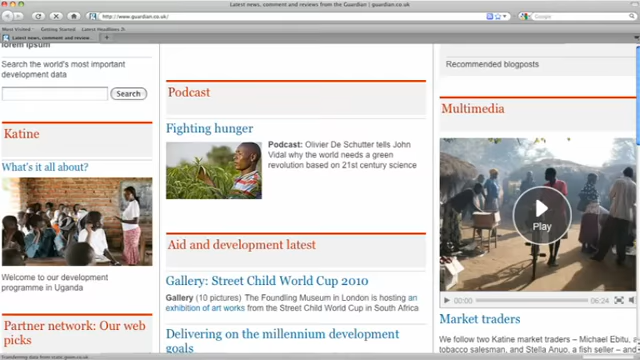 Latest news, comment and reviews from the Guardian | guardian.co.uk
http://www.guardian.co.uk/
Google
Most Visited
Getting Started
Latest Headlines
Latest news, comment and review...
lorem ipsum
Search the world's most important
development data
Search
Katine
What's it all about?
Welcome to our development
programme in Uganda
Partner network: Our web
picks
Podcast
Fighting hunger
Podcast: Olivier De Schutter tells John
Vidal why the world needs a green
revolution based on 21st century science
Aid and development latest
Gallery: Street Child World Cup 2010
Gallery (10 pictures) The Foundling Museum in London is hosting an
exhibition of art works from the Street Child World Cup in South Africa
Delivering on the millennium development
goals
Recommended blogposts
Multimedia
Play
00:00
06:24
Market traders
We follow two Katine market traders – Michael Ebitu, a
tobacco salesman, and Stella Anuo, a fish seller – and